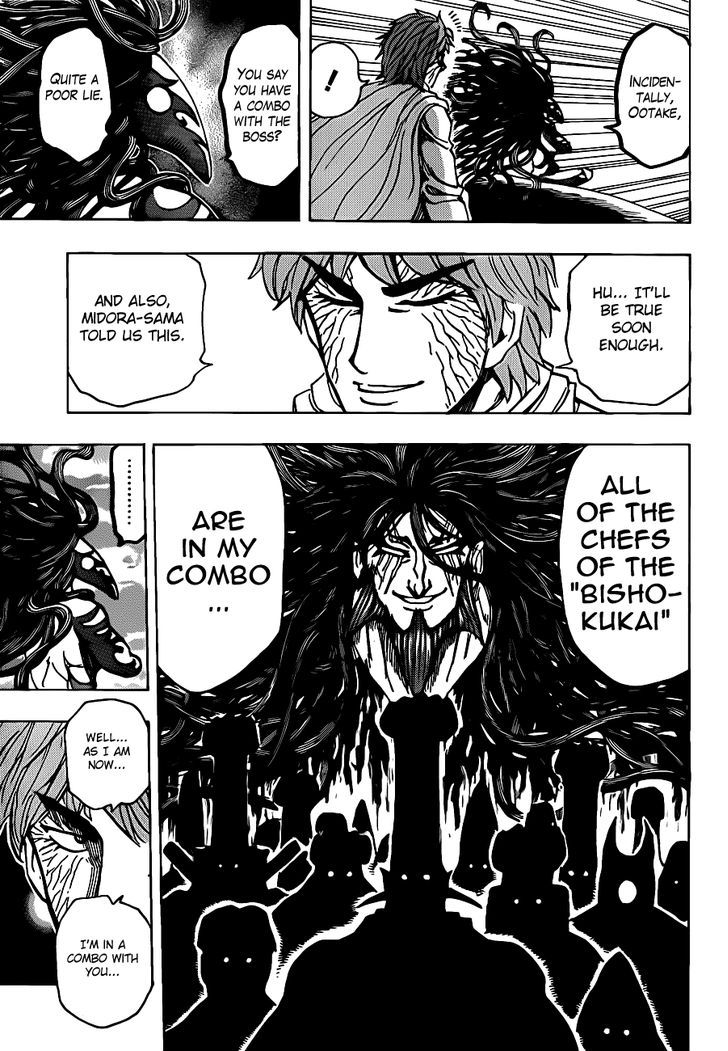 INCIDEN-
TALLY,
OOTAKE,
!
YOU SAY
YOU HAVE
A COMBO
WITH THE
BOSS?
QUITE A
POOR LIE.
HU... IT'LL
BE TRUE
SOON
ENOUGH.
AND ALSO,
MIDORA-SAMA
TOLD US THIS.
ALL
OF THE
CHEFS
OF THE
"BISHO-
KUKAI"
ARE
IN MY
COMBO
...
..........
WELL...
AS I AM
NOW...
I'M IN A
COMBO WITH
YOU...